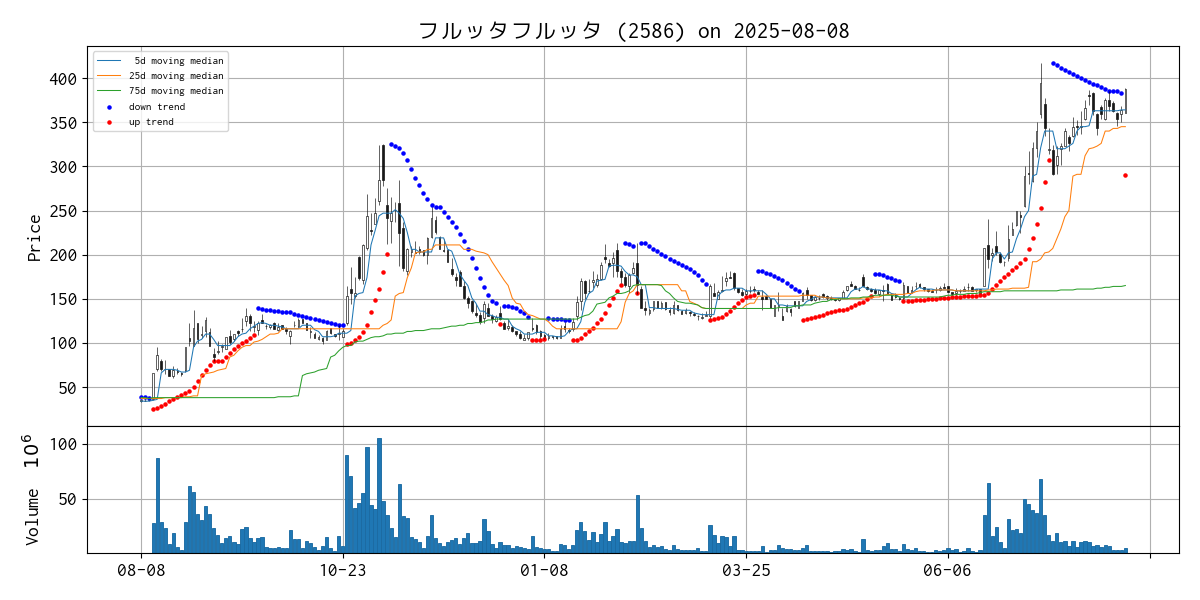 フルッタフルッタ (2586) on 2025-08-08
5d moving median
25d moving median
75d moving median
down trend
up trend
Price
400
350
300
250
200
150
100
50
Volume 10^6
100
50
08-08
10-23
01-08
03-25
06-06